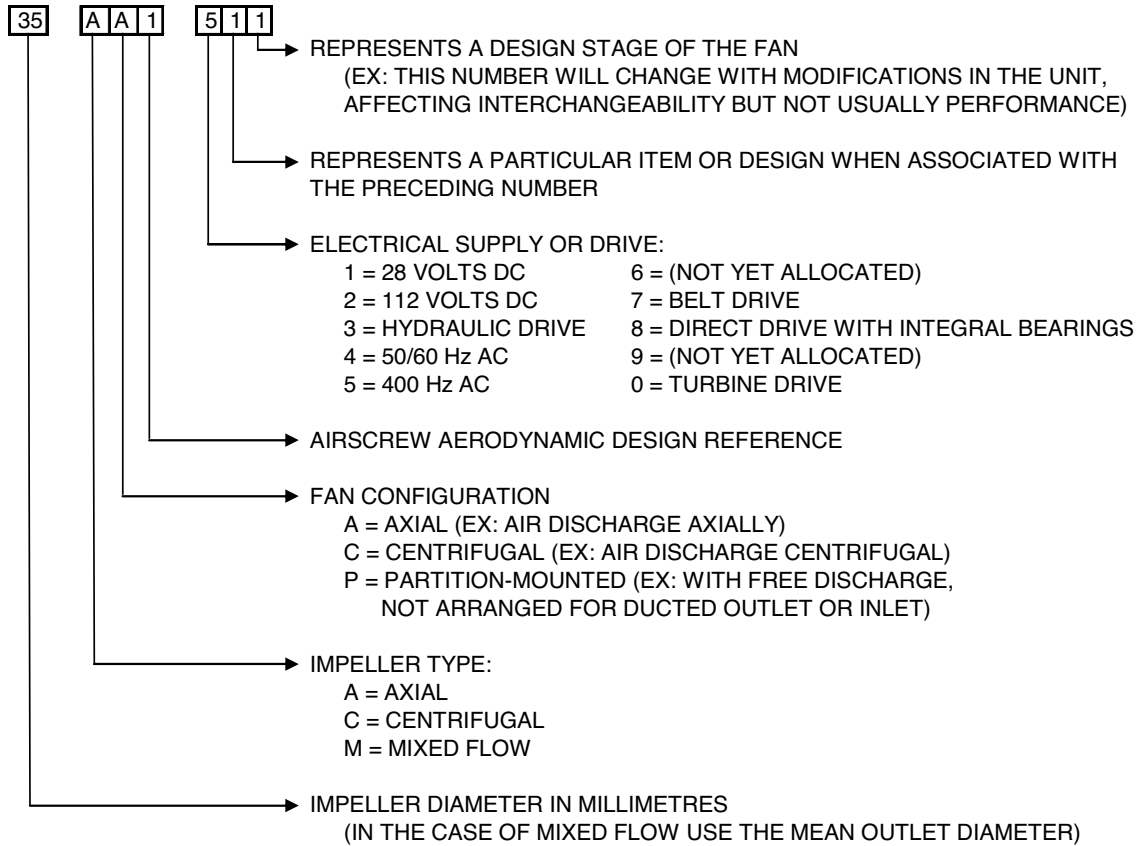 35 A A 1 5 1 1
REPRESENTS A DESIGN STAGE OF THE FAN
(EX: THIS NUMBER WILL CHANGE WITH MODIFICATIONS IN THE UNIT,
AFFECTING INTERCHANGEABILITY BUT NOT USUALLY PERFORMANCE)
REPRESENTS A PARTICULAR ITEM OR DESIGN WHEN ASSOCIATED WITH
THE PRECEDING NUMBER
ELECTRICAL SUPPLY OR DRIVE:
1 = 28 VOLTS DC 6 = (NOT YET ALLOCATED)
2 = 112 VOLTS DC 7 = BELT DRIVE
3 = HYDRAULIC DRIVE 8 = DIRECT DRIVE WITH INTEGRAL BEARINGS
4 = 50/60 Hz AC 9 = (NOT YET ALLOCATED)
5 = 400 Hz AC 0 = TURBINE DRIVE
AIRSCREW AERODYNAMIC DESIGN REFERENCE
FAN CONFIGURATION
A = AXIAL (EX: AIR DISCHARGE AXIALLY)
C = CENTRIFUGAL (EX: AIR DISCHARGE CENTRIFUGAL)
P = PARTITION-MOUNTED (EX: WITH FREE DISCHARGE,
NOT ARRANGED FOR DUCTED OUTLET OR INLET)
IMPELLER TYPE:
A = AXIAL
C = CENTRIFUGAL
M = MIXED FLOW
IMPELLER DIAMETER IN MILLIMETRES
(IN THE CASE OF MIXED FLOW USE THE MEAN OUTLET DIAMETER)